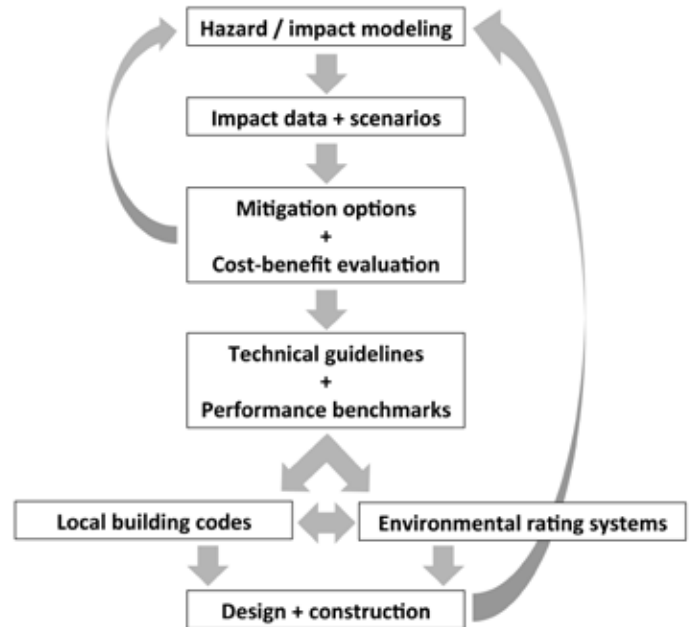 Hazard / impact modeling
Impact data + scenarios
Mitigation options
+
Cost-benefit evaluation
Technical guidelines
+
Performance benchmarks
Local building codes
Environmental rating systems
Design + construction